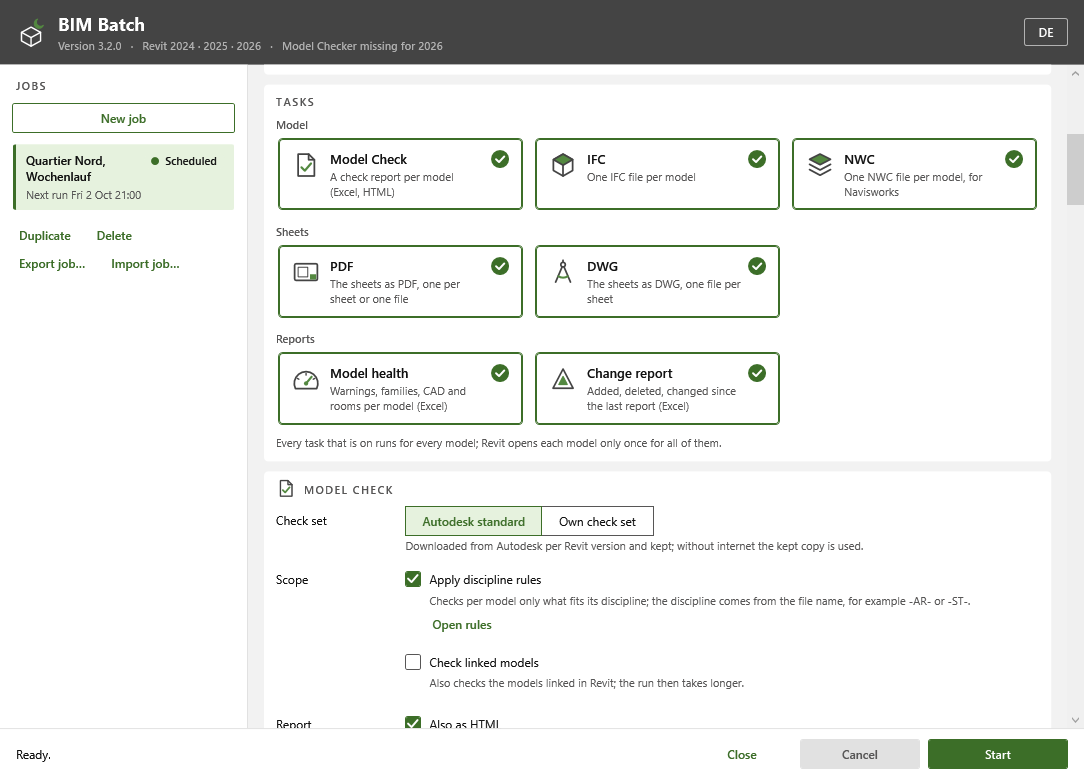 BIM Batch
Version 3.2.0 · Revit 2024 · 2025 · 2026 · Model Checker missing for 2026
DE
JOBS
New job
Quartier Nord, Wochenlauf
Scheduled
Next run Fri 2 Oct 21:00
Duplicate
Delete
Export job...
Import job...
TASKS
Model
Model Check
A check report per model
(Excel, HTML)
IFC
One IFC file per model
NWC
One NWC file per model, for
Navisworks
Sheets
PDF
The sheets as PDF, one per
sheet or one file
DWG
The sheets as DWG, one file per
sheet
Reports
Model health
Warnings, families, CAD and
rooms per model (Excel)
Change report
Added, deleted, changed since
the last report (Excel)
Every task that is on runs for every model; Revit opens each model only once for all of them.
MODEL CHECK
Check set
Autodesk standard
Own check set
Downloaded from Autodesk per Revit version and kept; without internet the kept copy is used.
Scope
Apply discipline rules
Checks per model only what fits its discipline; the discipline comes from the file name, for example -AR- or -ST-.
Open rules
Check linked models
Also checks the models linked in Revit; the run then takes longer.
Report
Also as HTML
Ready.
Close
Cancel
Start